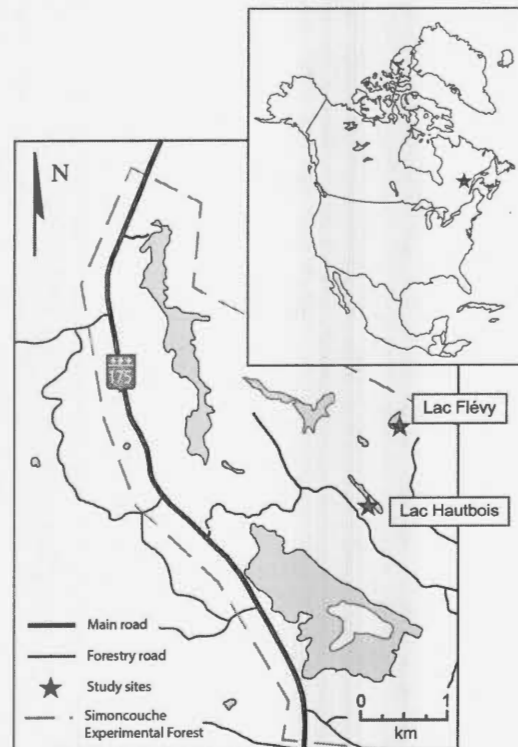 N
175
Lac Flévy
Lac Hautbois
Main road
Forestry road
Study sites
Simoncouche
Experimental Forest
0 1
km